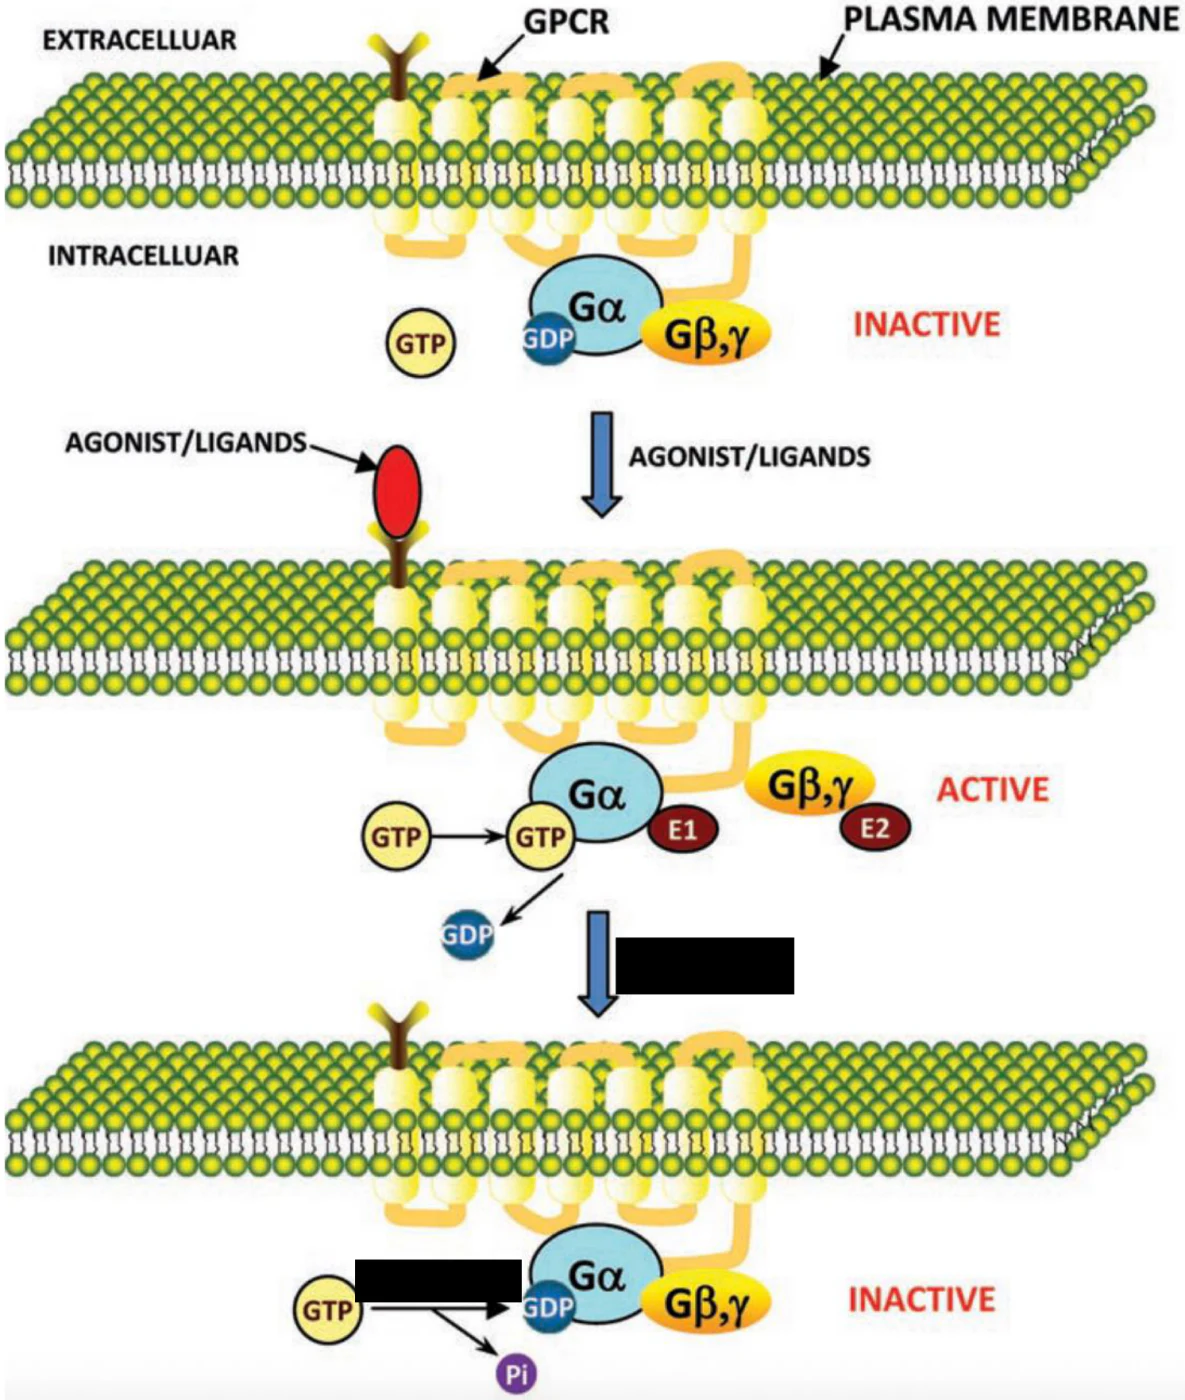 GPCR
PLASMA MEMBRANE
EXTRACELLUAR
INTRACELLUAR
Gα
GDP
Gβ,γ
GTP
INACTIVE
AGONIST/LIGANDS
AGONIST/LIGANDS
Gα
Gβ,γ
ACTIVE
GTP
GTP
E1
E2
GDP
Gα
GDP
Gβ,γ
GTP
INACTIVE
Pi